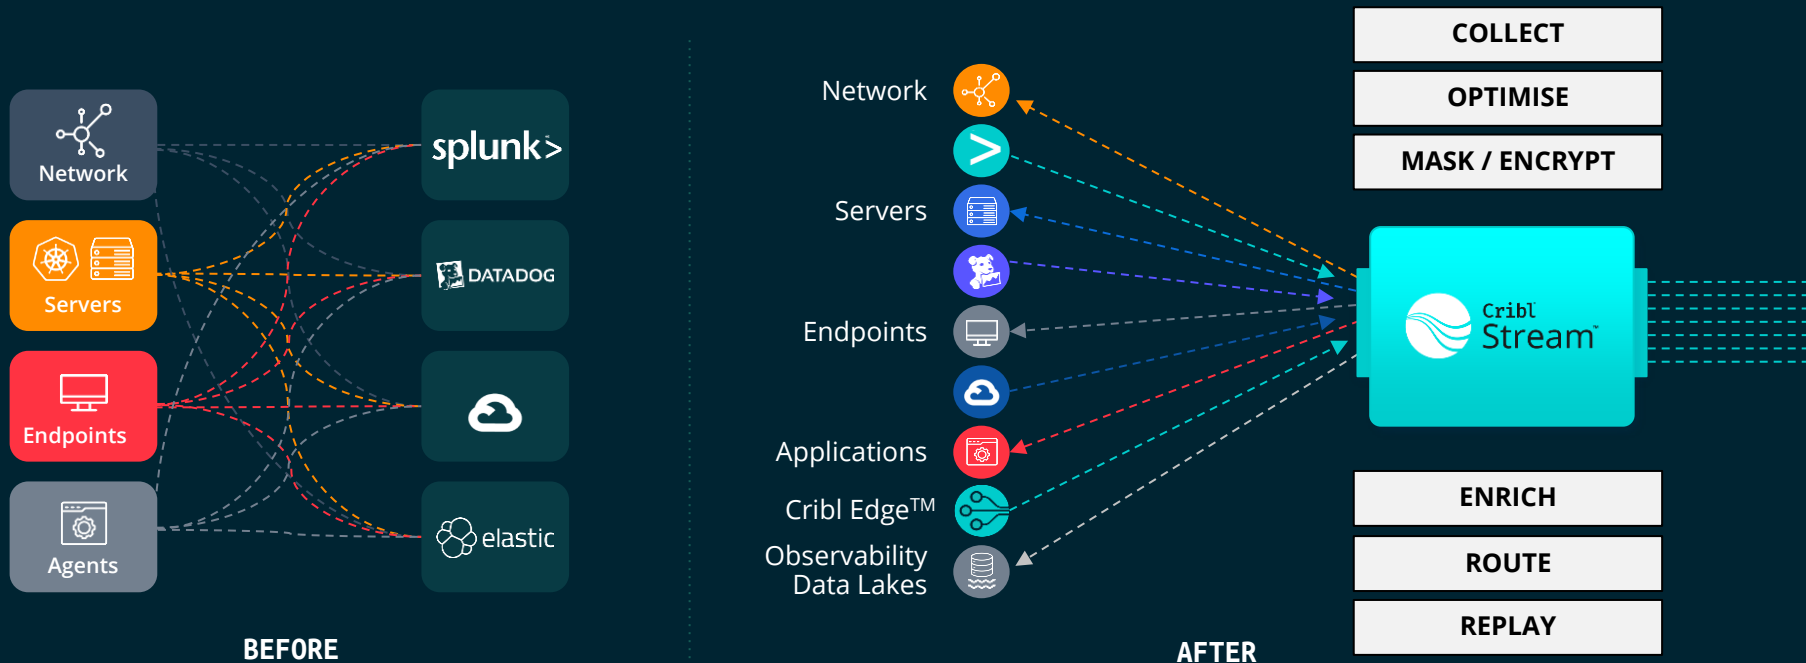 Network
Servers
Endpoints
Agents
splunk>
DATADOG
elastic
BEFORE
Network
Servers
Endpoints
Applications
Cribl Edge™
Observability
Data Lakes
COLLECT
OPTIMISE
MASK / ENCRYPT
Cribl
Stream™
ENRICH
ROUTE
REPLAY
AFTER